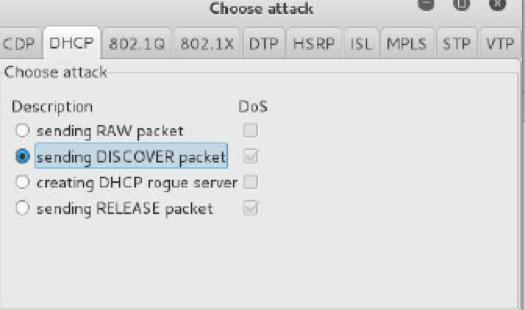 Choose attack
CDP DHCP 802.1Q 802.1X DTP HSRP ISL MPLS STP VTP
Choose attack
Description DoS
sending RAW packet
sending DISCOVER packet
creating DHCP rogue server
sending RELEASE packet